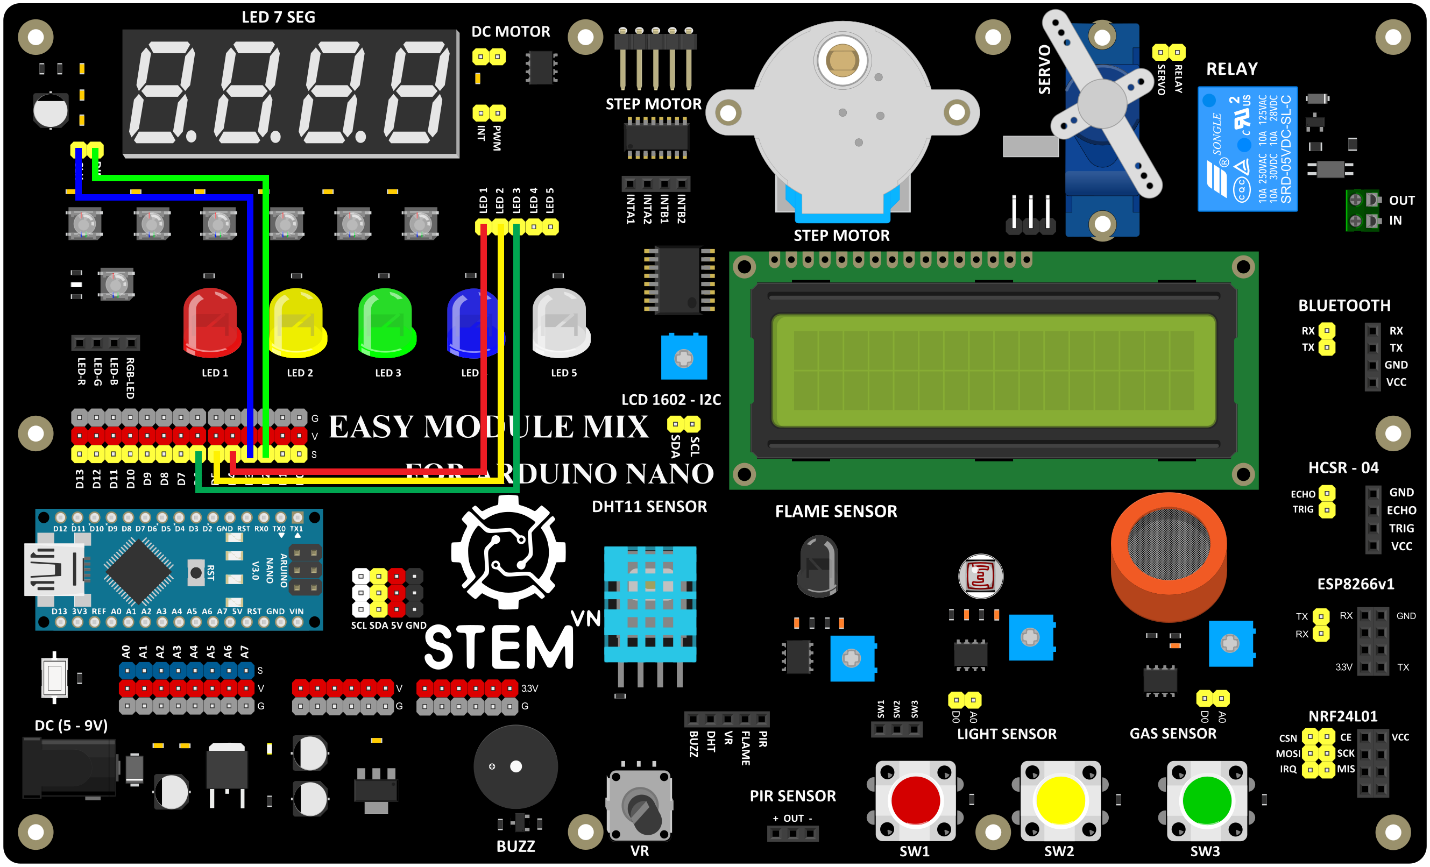 LED 7 SEG
DC MOTOR
INT
PWM
STEP MOTOR
INTA1
INTA2
INTB1
INTB2
STEP MOTOR
SERVO
SERVO
RELAY
RELAY
SONGLE
10A 250VAC 10A 125VAC
10A 30VDC 10A 28VDC
SRD-05VDC-SL-C
OUT
IN
LED 1
LED 2
LED 3
LED 4
LED 5
LED-R
LED-G
LED-B
RGB-LED
LED 1
LED 2
LED 3
LED
LED 5
LCD 1602 - I2C
SDA
SCL
BLUETOOTH
RX
TX
RX
TX
GND
VCC
G
V
S
D13
D12
D11
D10
D9
D8
D7
EASY MODULE MIX
FOR ARDUINO NANO
HCSR - 04
ECHO
TRIG
GND
ECHO
TRIG
VCC
DHT11 SENSOR
FLAME SENSOR
D12 D11 D10 D9 D8 D7 D6 D5 D4 D3 D2 GND RST RX0 TX0 TX1
RST
ARUINO
NANO
V3.0
D13 3V3 REF A0 A1 A2 A3 A4 A5 A6 A7 5V RST GND VIN
SCL SDA 5V GND
VN
STEM
ESP8266v1
TX
RX
RX
GND
3.3V
TX
A0 A1 A2 A3 A4 A5 A6 A7
S
V
G
V
G
3.3V
G
DC (5 - 9V)
BUZZ
DHT
VR
FLAME
PIR
SW1
SW2
SW3
D0
A0
LIGHT SENSOR
D0
A0
GAS SENSOR
NRF24L01
CSN
CE
VCC
MOSI
SCK
IRQ
MIS
PIR SENSOR
+ OUT -
BUZZ
VR
SW1
SW2
SW3